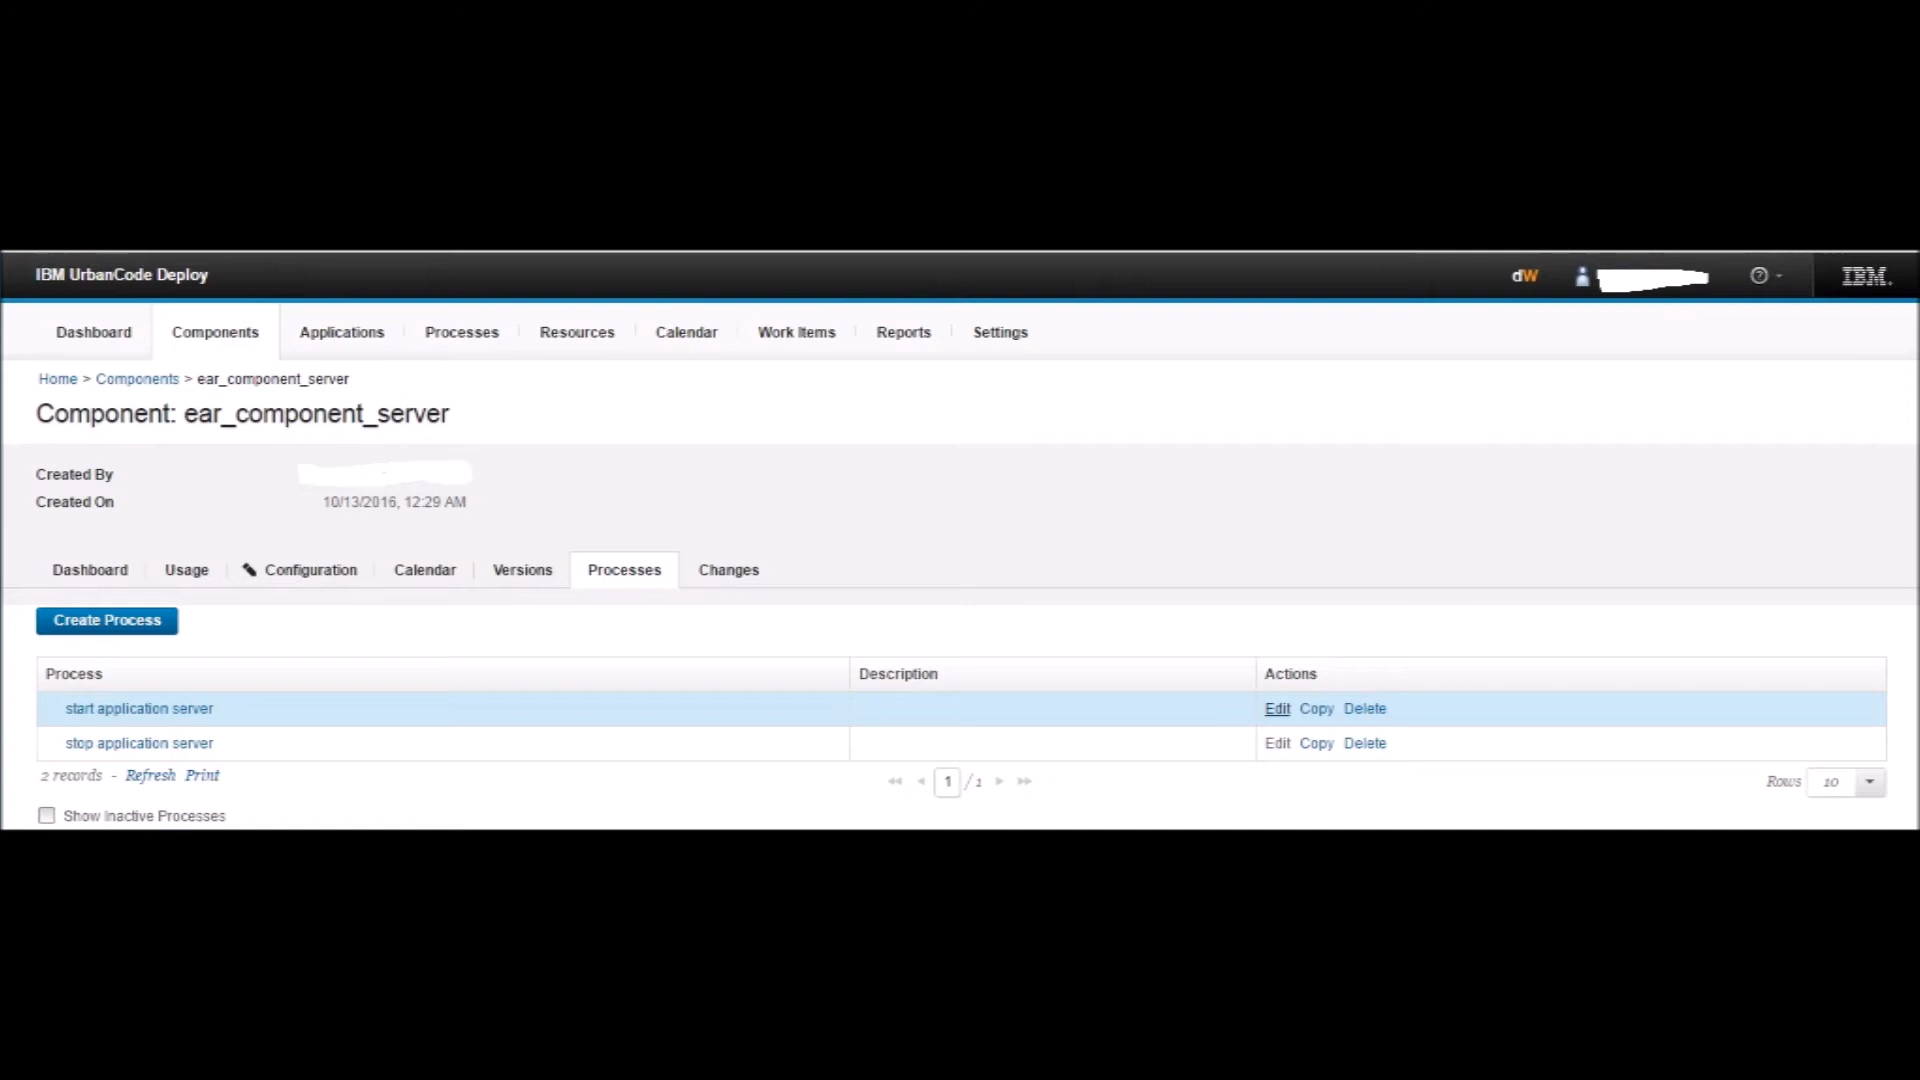 IBM UrbanCode Deploy dW IBM.
Dashboard Components Applications Processes Resources Calendar Work Items Reports Settings
Home > Components > ear_component_server
Component: ear_component_server
Created By
Created On 10/13/2016, 12:29 AM
Dashboard Usage Configuration Calendar Versions Processes Changes
Create Process
Process Description Actions
start application server Edit Copy Delete
stop application server Edit Copy Delete
2 records - Refresh Print 1 / 1 Rows 10
Show Inactive Processes